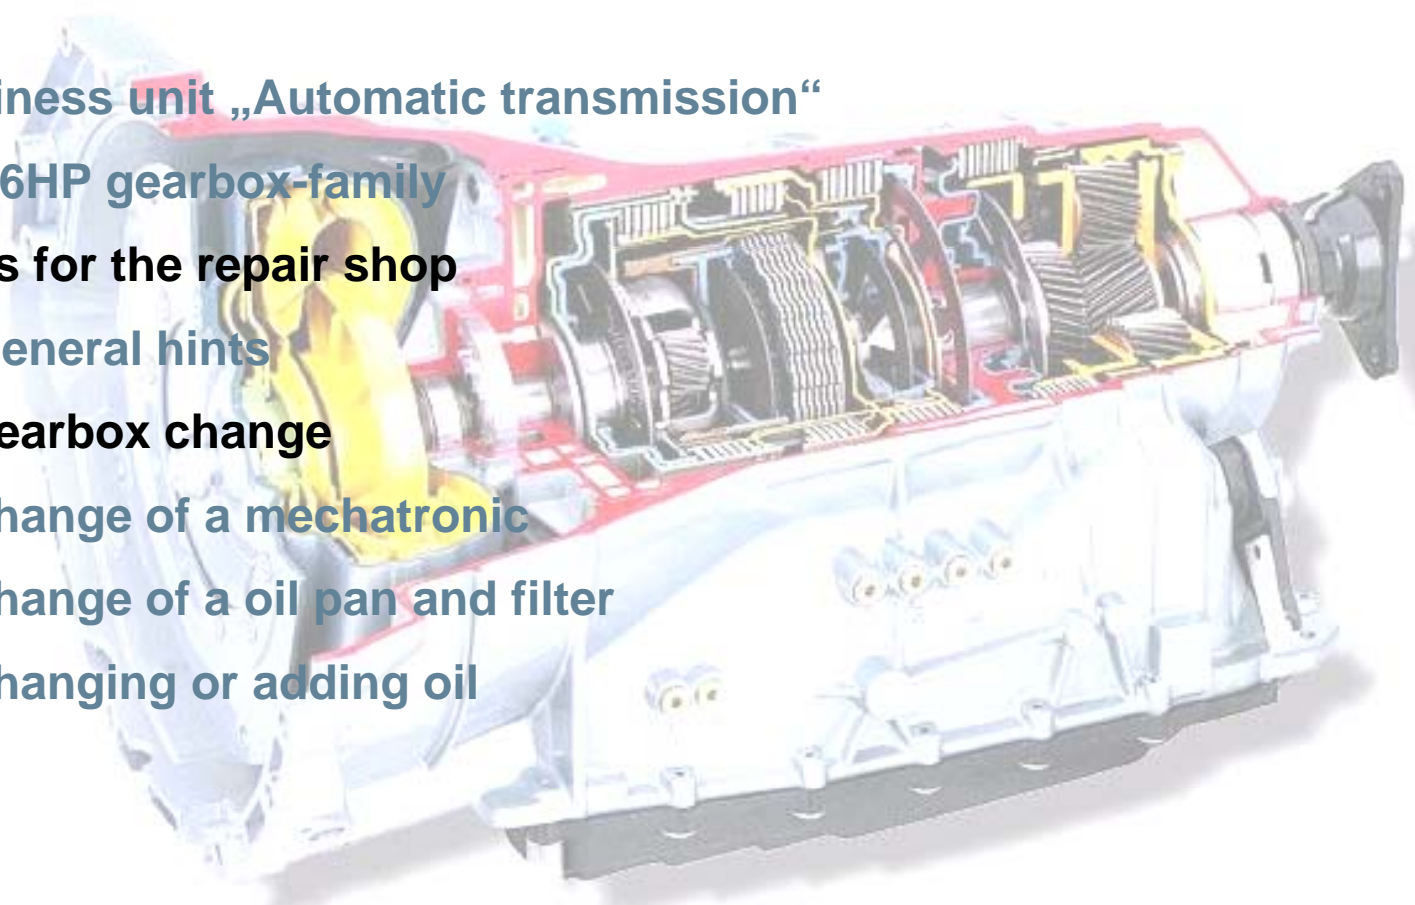 iness unit „Automatic transmission“
6HP gearbox-family
s for the repair shop
eneral hints
earbox change
hange of a mechatronic
hange of a oil pan and filter
hanging or adding oil